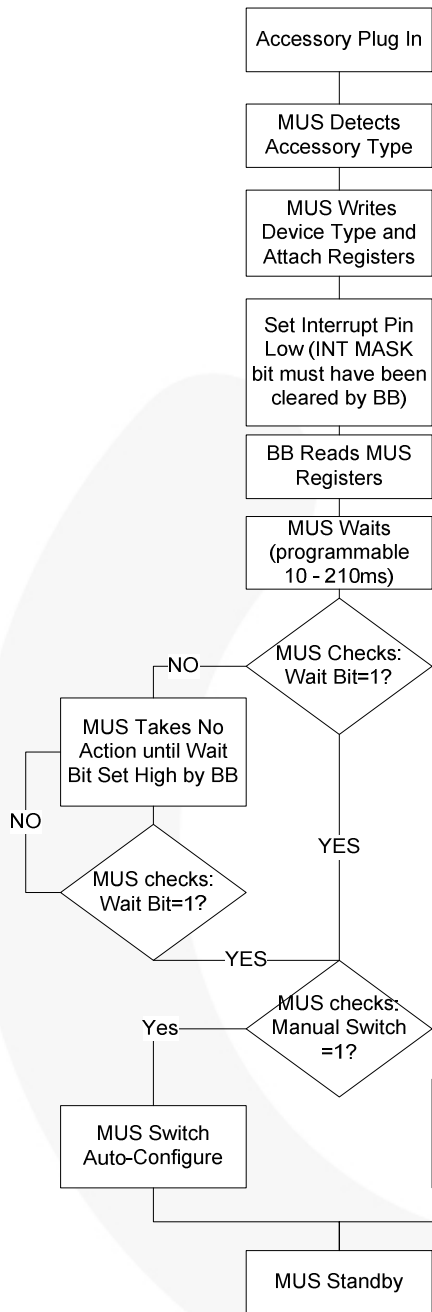 Accessory Plug In
MUS Detects
Accessory Type
MUS Writes
Device Type and
Attach Registers
Set Interrupt Pin
Low (INT MASK
bit must have been
cleared by BB)
BB Reads MUS
Registers
MUS Waits
(programmable
10 - 210ms)
MUS Checks:
Wait Bit=1?
NO
MUS Takes No
Action until Wait
Bit Set High by BB
NO
YES
MUS checks:
Wait Bit=1?
YES
MUS checks:
Manual Switch
=1?
Yes
MUS Switch
Auto-Configure
MUS Standby